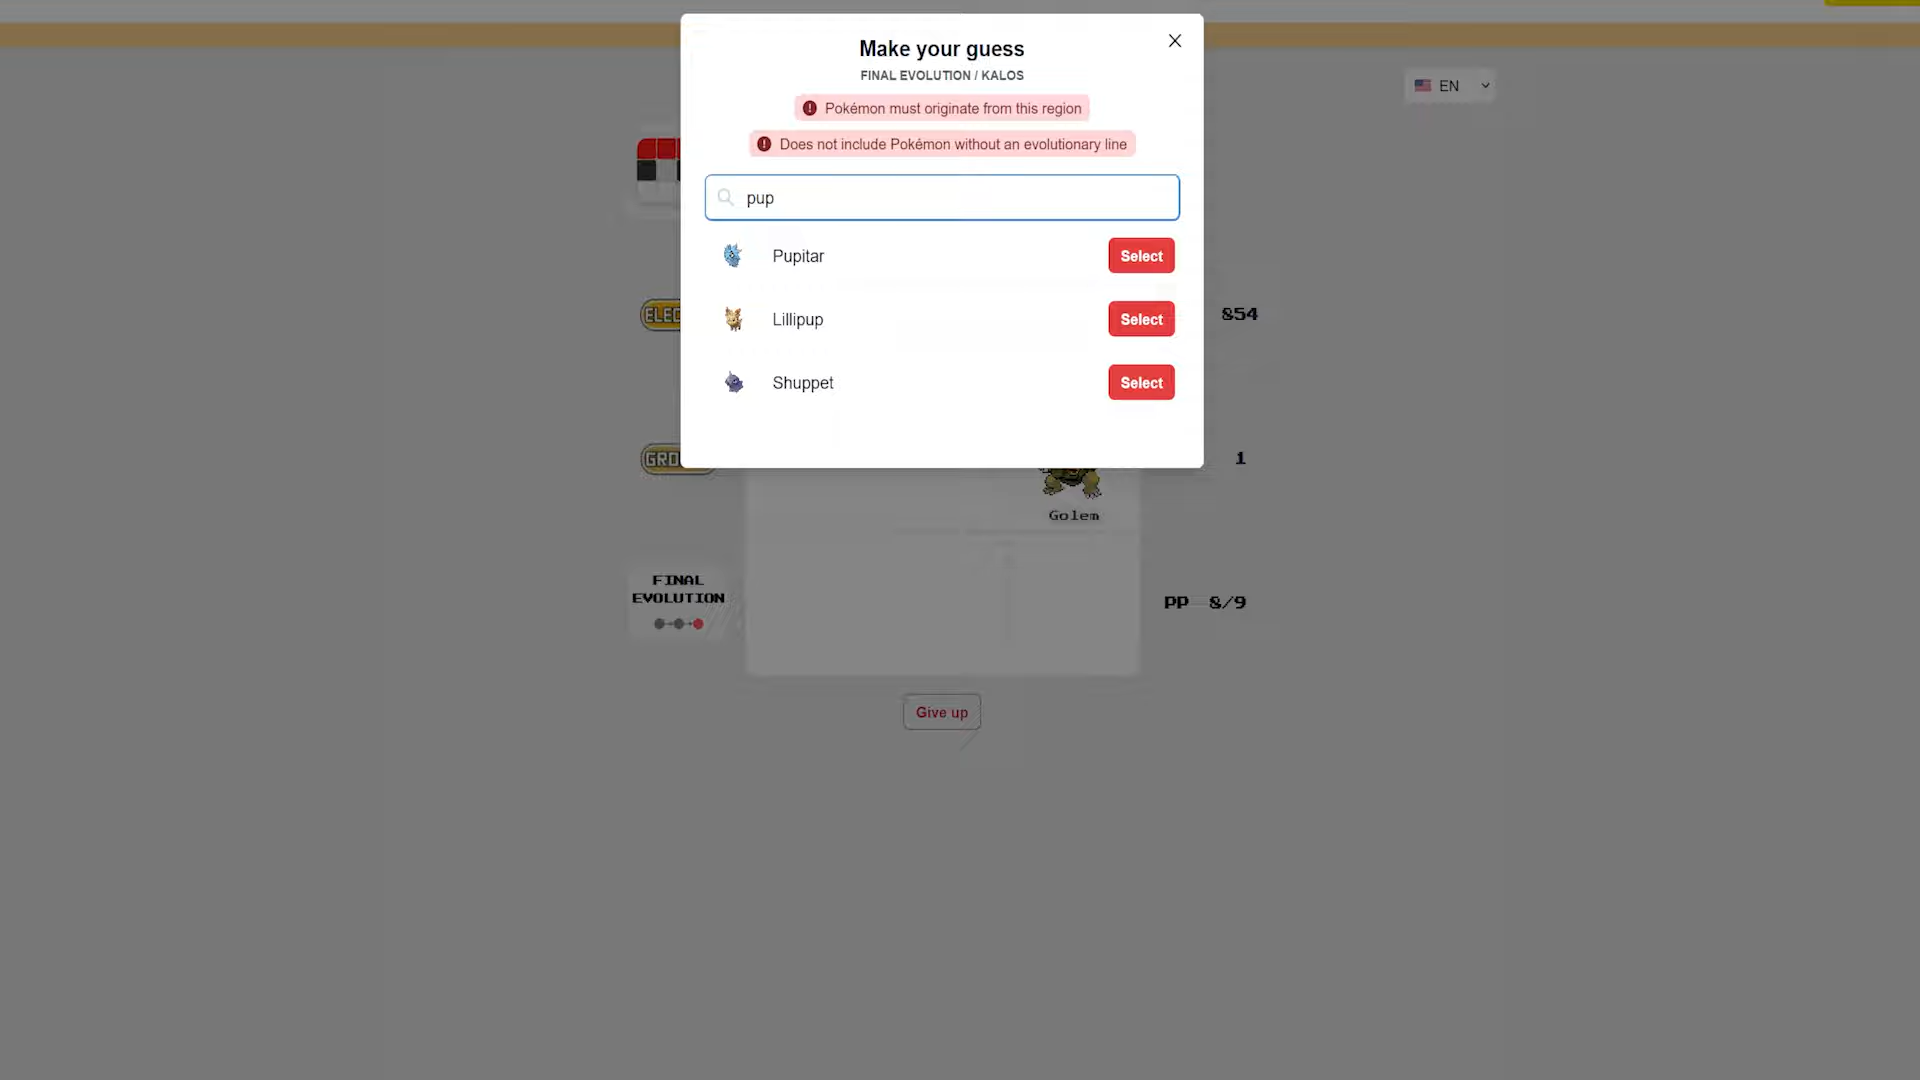 Make your guess
FINAL EVOLUTION / KALOS
Pokémon must originate from this region
Does not include Pokémon without an evolutionary line
EN
pup
Pupitar
Select
Lillipup
Select
854
Shuppet
Select
1
Golem
FINAL
EVOLUTION
PP 8/9
Give up